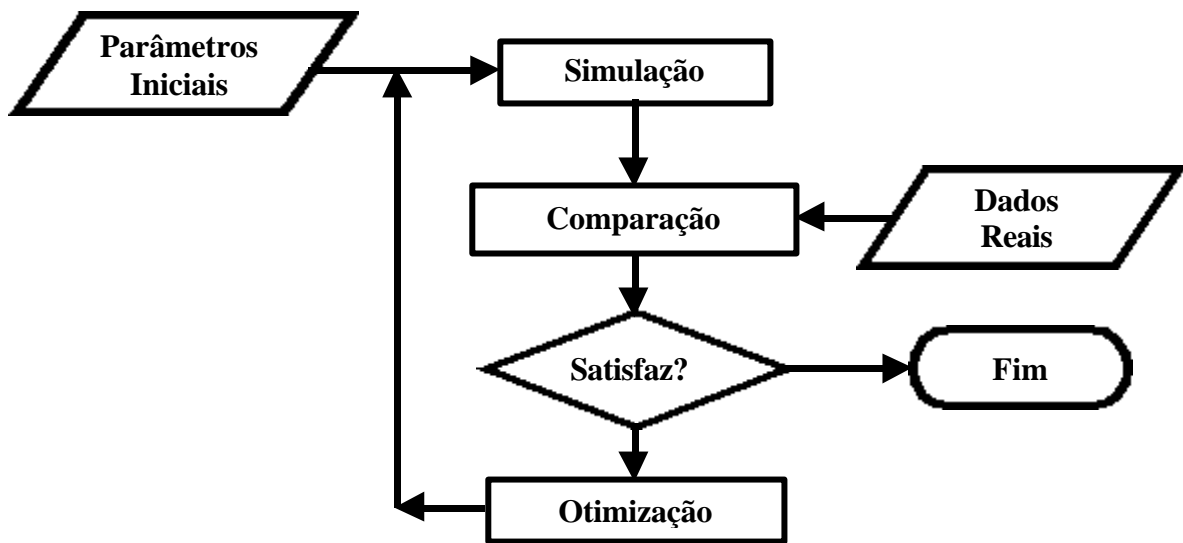 Parâmetros
Iniciais
Simulação
Comparação
Dados
Reais
Satisfaz?
Fim
Otimização